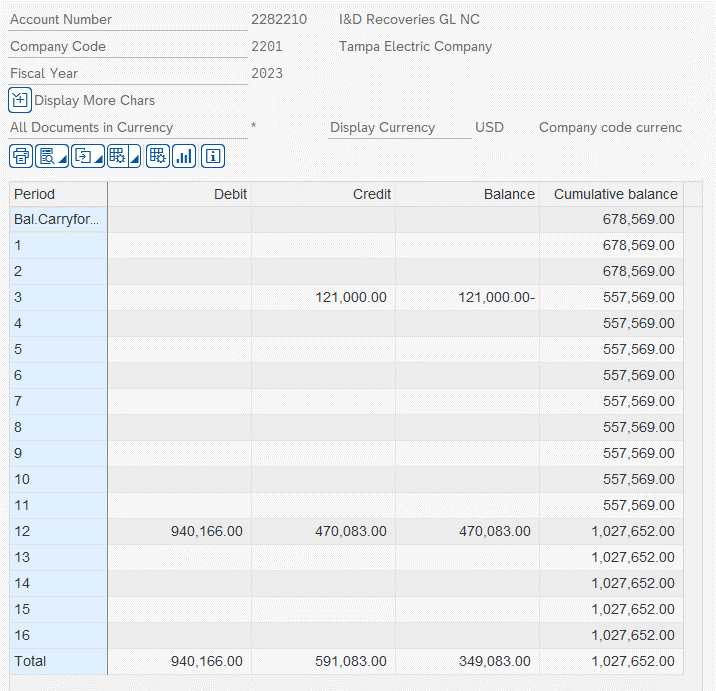 Account Number 2282210 I&D Recoveries GL NC
Company Code 2201 Tampa Electric Company
Fiscal Year 2023
Display More Chars
All Documents in Currency * Display Currency USD Company code currenc
Period Debit Credit Balance Cumulative balance
Bal.Carryfor... 678,569.00
1 678,569.00
2 678,569.00
3 121,000.00 121,000.00- 557,569.00
4 557,569.00
5 557,569.00
6 557,569.00
7 557,569.00
8 557,569.00
9 557,569.00
10 557,569.00
11 557,569.00
12 940,166.00 470,083.00 470,083.00 1,027,652.00
13 1,027,652.00
14 1,027,652.00
15 1,027,652.00
16 1,027,652.00
Total 940,166.00 591,083.00 349,083.00 1,027,652.00